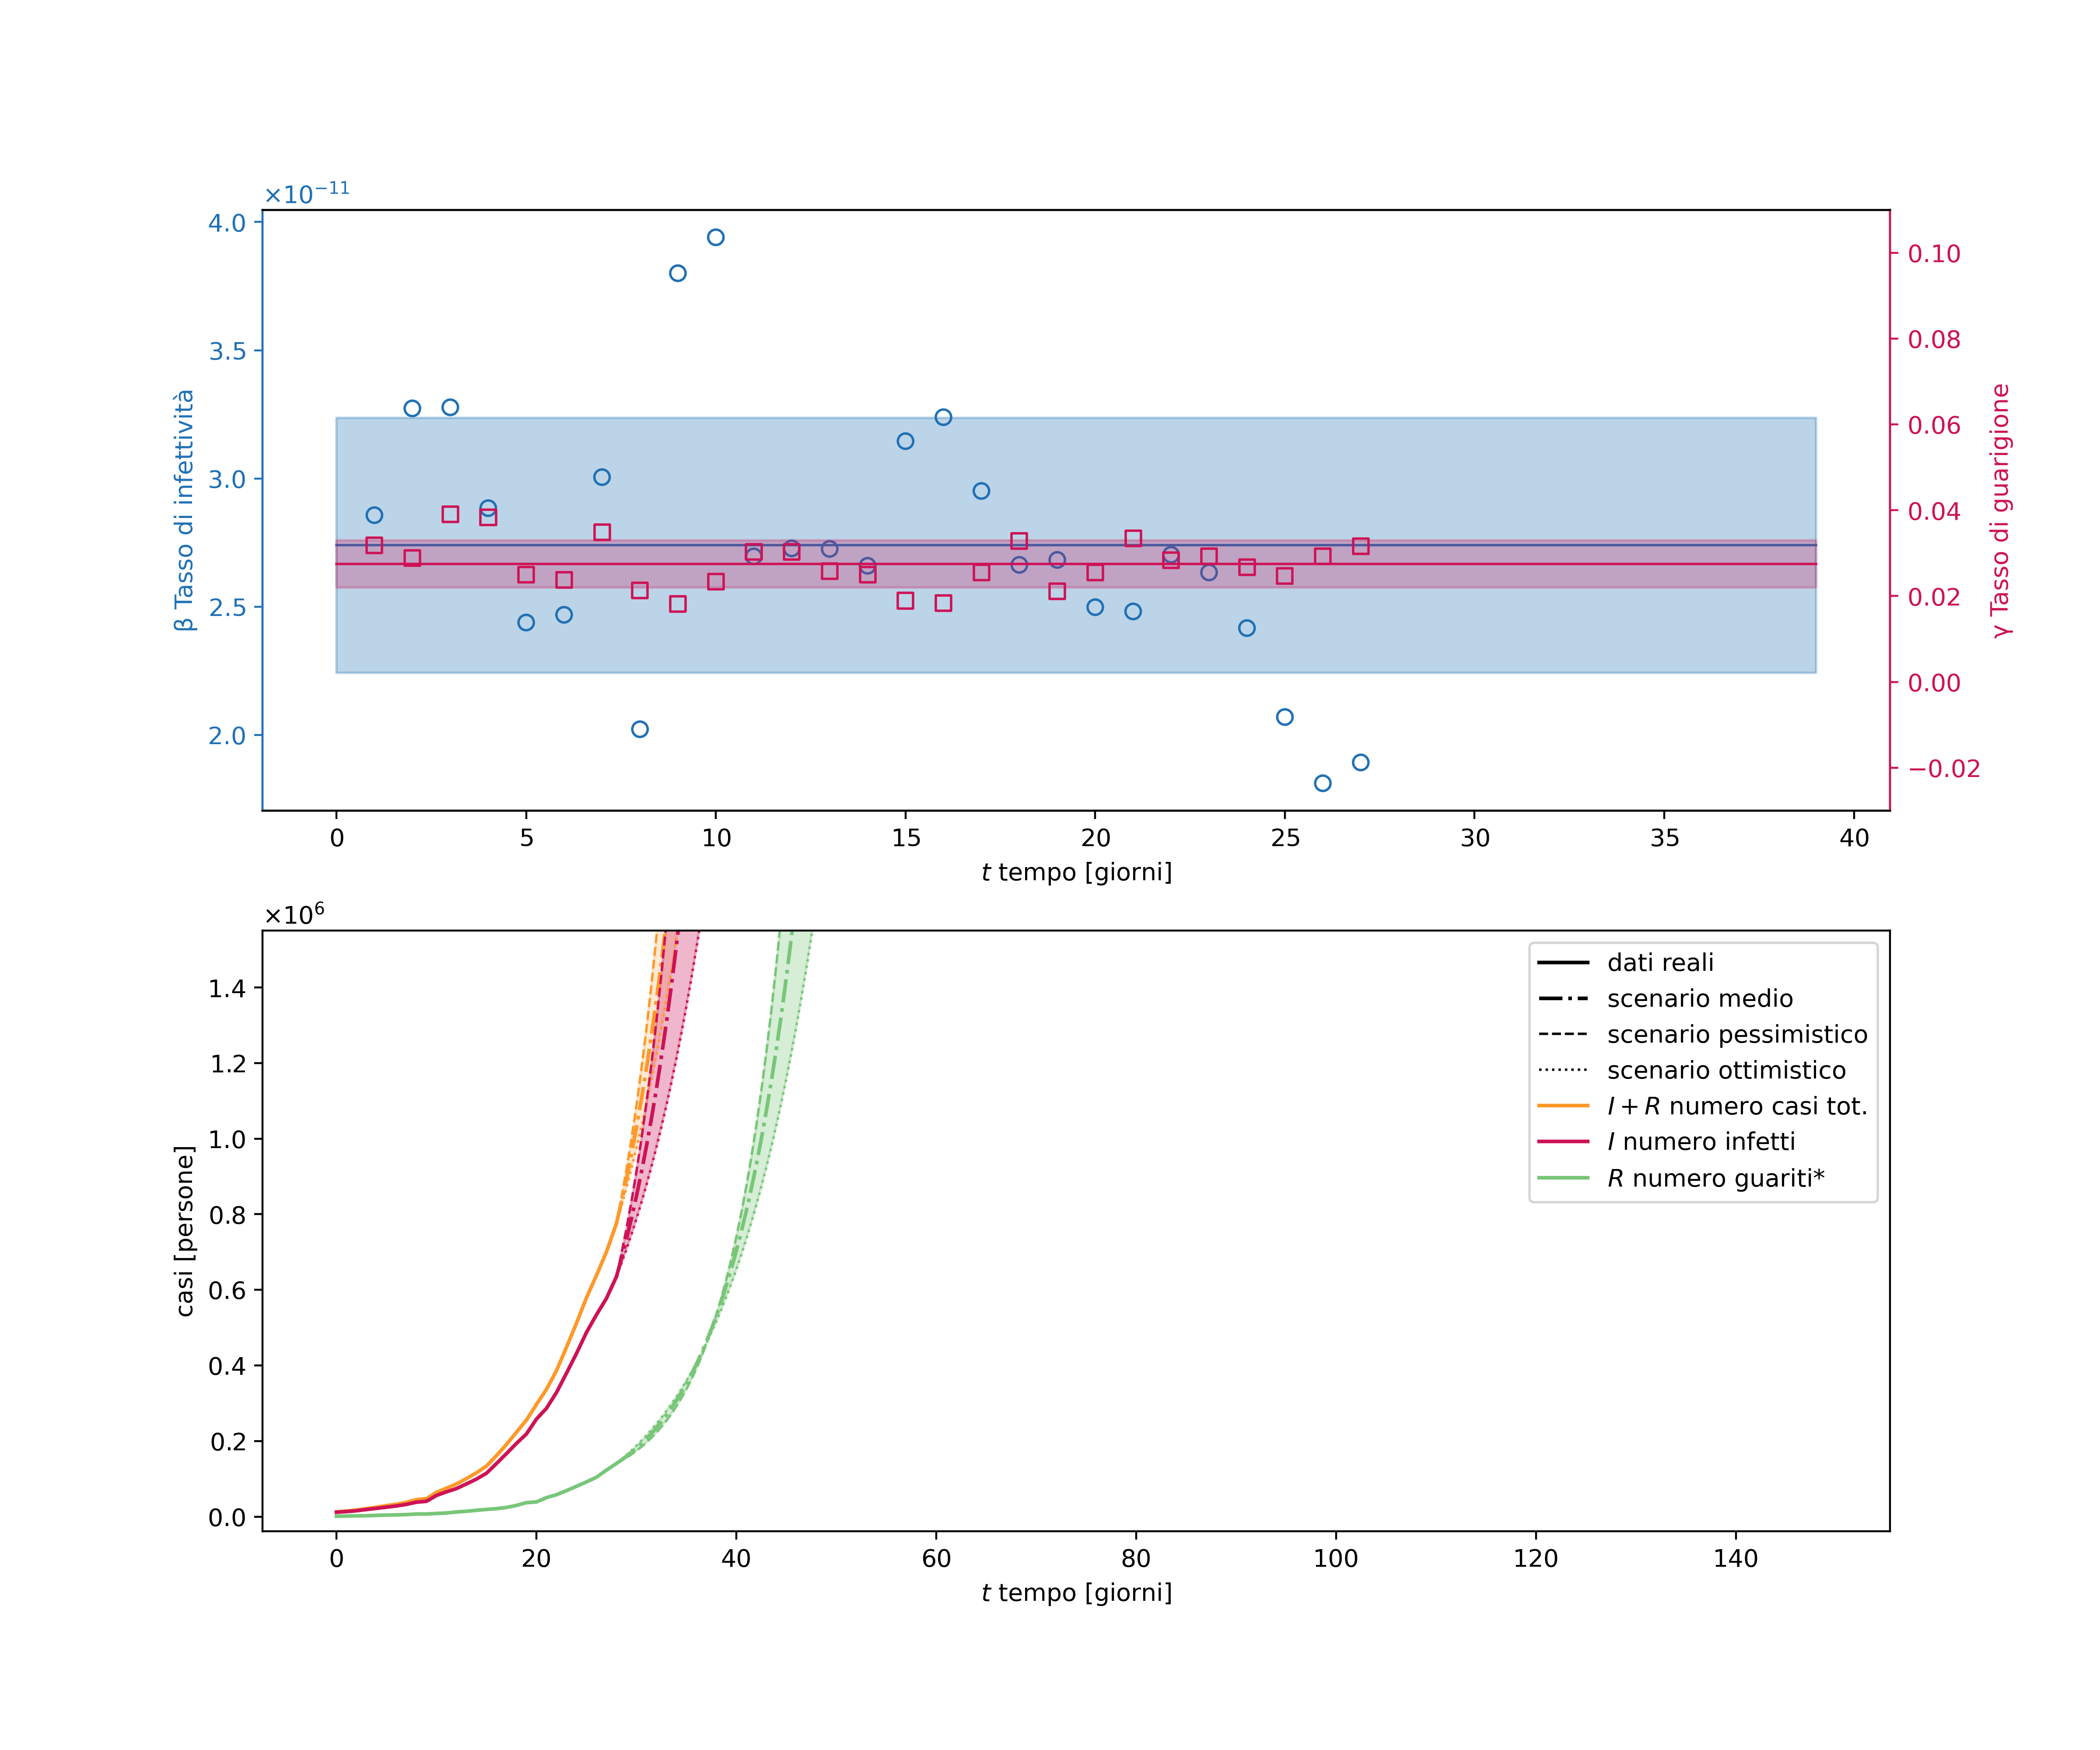 ×10⁻¹¹
4.0
3.5
3.0
2.5
2.0
β Tasso di infettività
0.10
0.08
0.06
0.04
0.02
0.00
−0.02
γ Tasso di guarigione
0 5 10 15 20 25 30 35 40
t tempo [giorni]
×10⁶
1.4
1.2
1.0
0.8
0.6
0.4
0.2
0.0
casi [persone]
dati reali
scenario medio
scenario pessimistico
scenario ottimistico
I + R numero casi tot.
I numero infetti
R numero guariti*
0 20 40 60 80 100 120 140
t tempo [giorni]